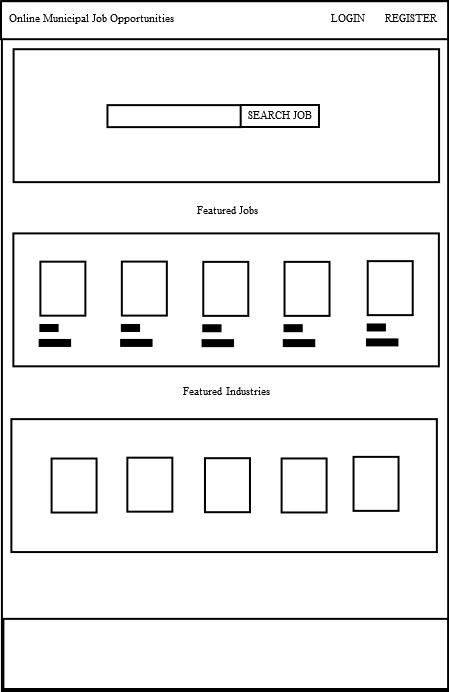 Online Municipal Job Opportunities LOGIN REGISTER
SEARCH JOB
Featured Jobs
Featured Industries